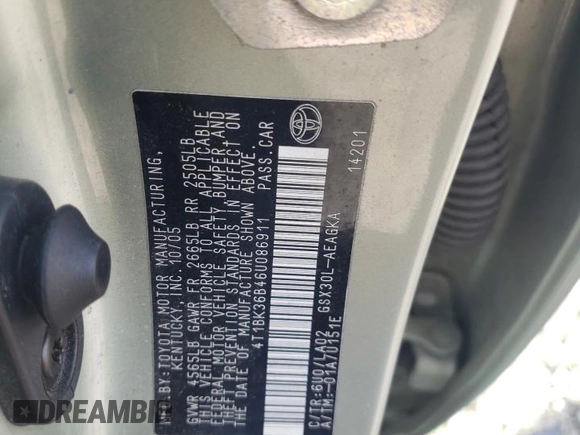 MFD.BY:TOYOTA MOTOR MANUFACTURING,
KENTUCKY, INC. 10/05
GVWR 4565LB GAWR FR 2665LB RR 2505LB
THIS VEHICLE CONFORMS TO ALL APPLICABLE
FEDERAL MOTOR VEHICLE SAFETY BUMPER, AND
THEFT PREVENTION STANDARDS IN EFFECT ON
THE DATE OF MANUFACTURE SHOWN ABOVE.
4T1BK36B46U086911 PASS.CAR
C/TR:6U0/LA02
A/TM:-01A/U151E
GSX30L-AEAGKA
14201
DREAMBID